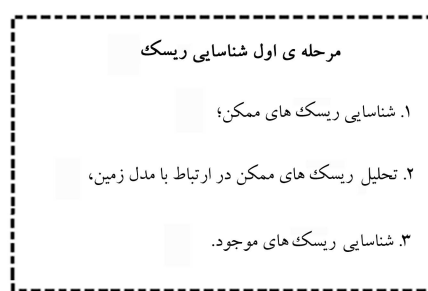 مرحله ی اول شناسایی ریسک
۱. شناسایی ریسک های ممکن؛
۲. تحلیل ریسک های ممکن در ارتباط با مدل زمین،
۳. شناسایی ریسک های موجود.